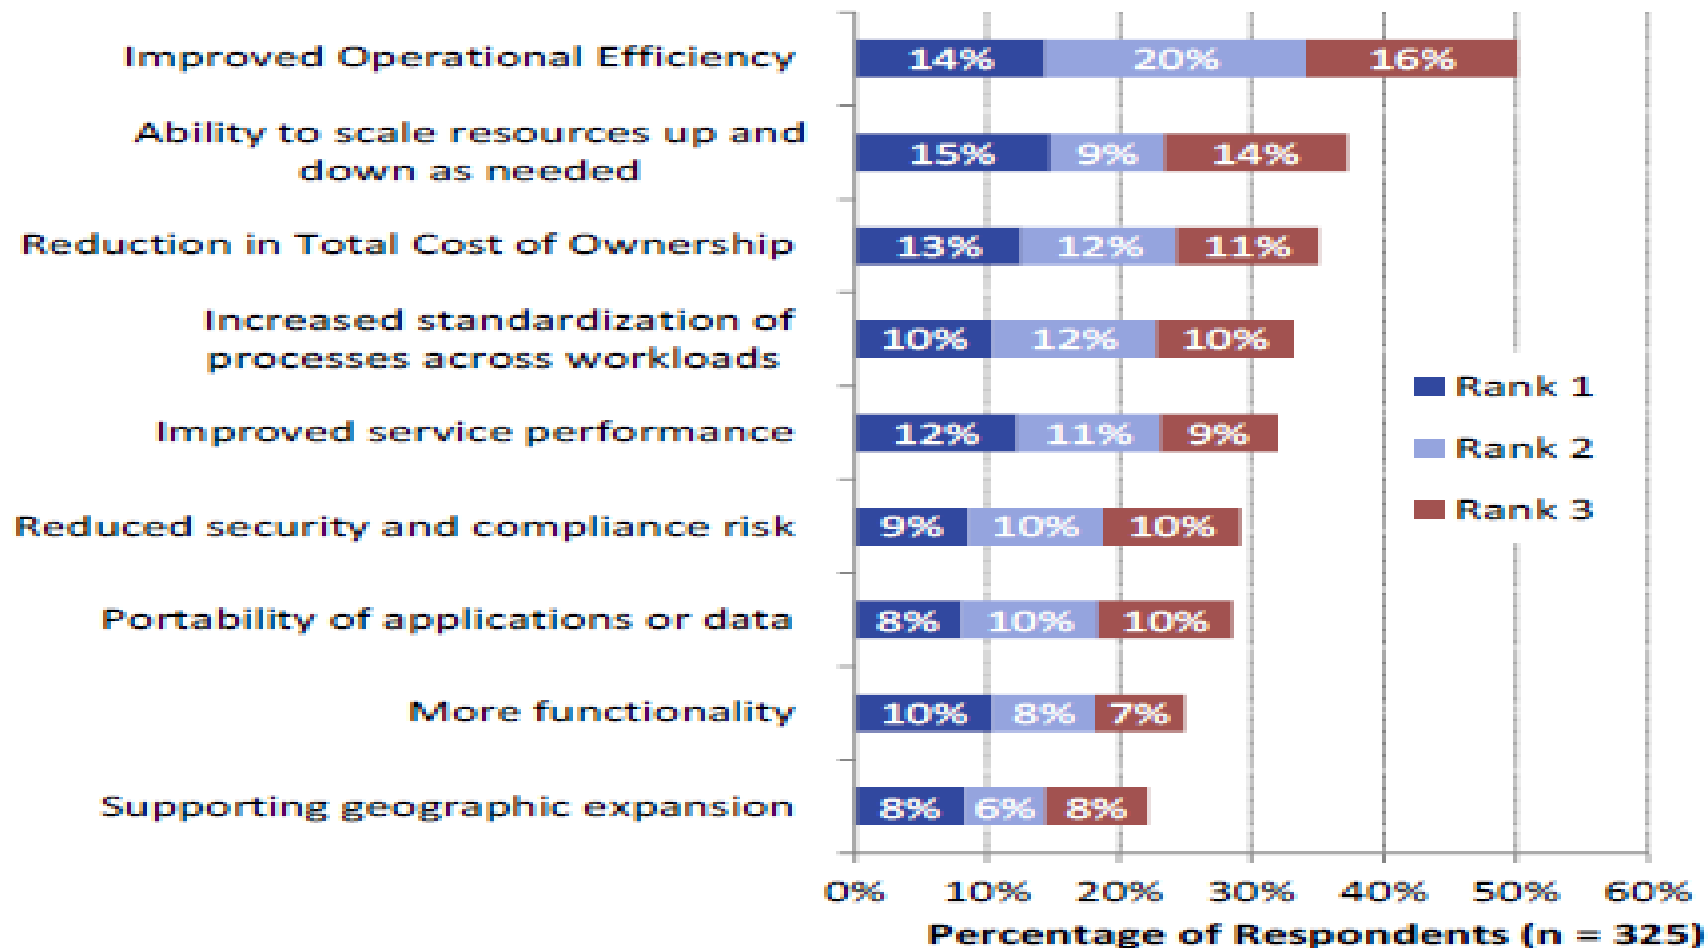 Improved Operational Efficiency
14% 20% 16%
Ability to scale resources up and
down as needed
15% 9% 14%
Reduction in Total Cost of Ownership
13% 12% 11%
Increased standardization of
processes across workloads
10% 12% 10%
Improved service performance
12% 11% 9%
Reduced security and compliance risk
9% 10% 10%
Portability of applications or data
8% 10% 10%
More functionality
10% 8% 7%
Supporting geographic expansion
8% 6% 8%
Rank 1
Rank 2
Rank 3
0% 10% 20% 30% 40% 50% 60%
Percentage of Respondents (n = 325)